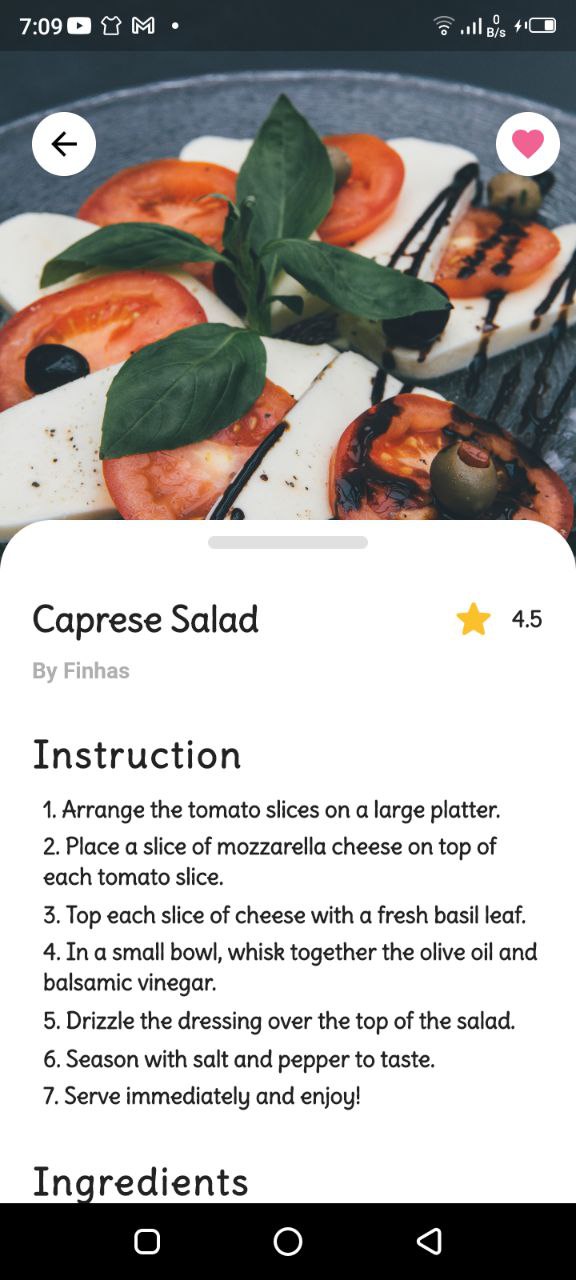 7:09
0
B/s
Caprese Salad
4.5
By Finhas
Instruction
1. Arrange the tomato slices on a large platter.
2. Place a slice of mozzarella cheese on top of
each tomato slice.
3. Top each slice of cheese with a fresh basil leaf.
4. In a small bowl, whisk together the olive oil and
balsamic vinegar.
5. Drizzle the dressing over the top of the salad.
6. Season with salt and pepper to taste.
7. Serve immediately and enjoy!
Ingredients